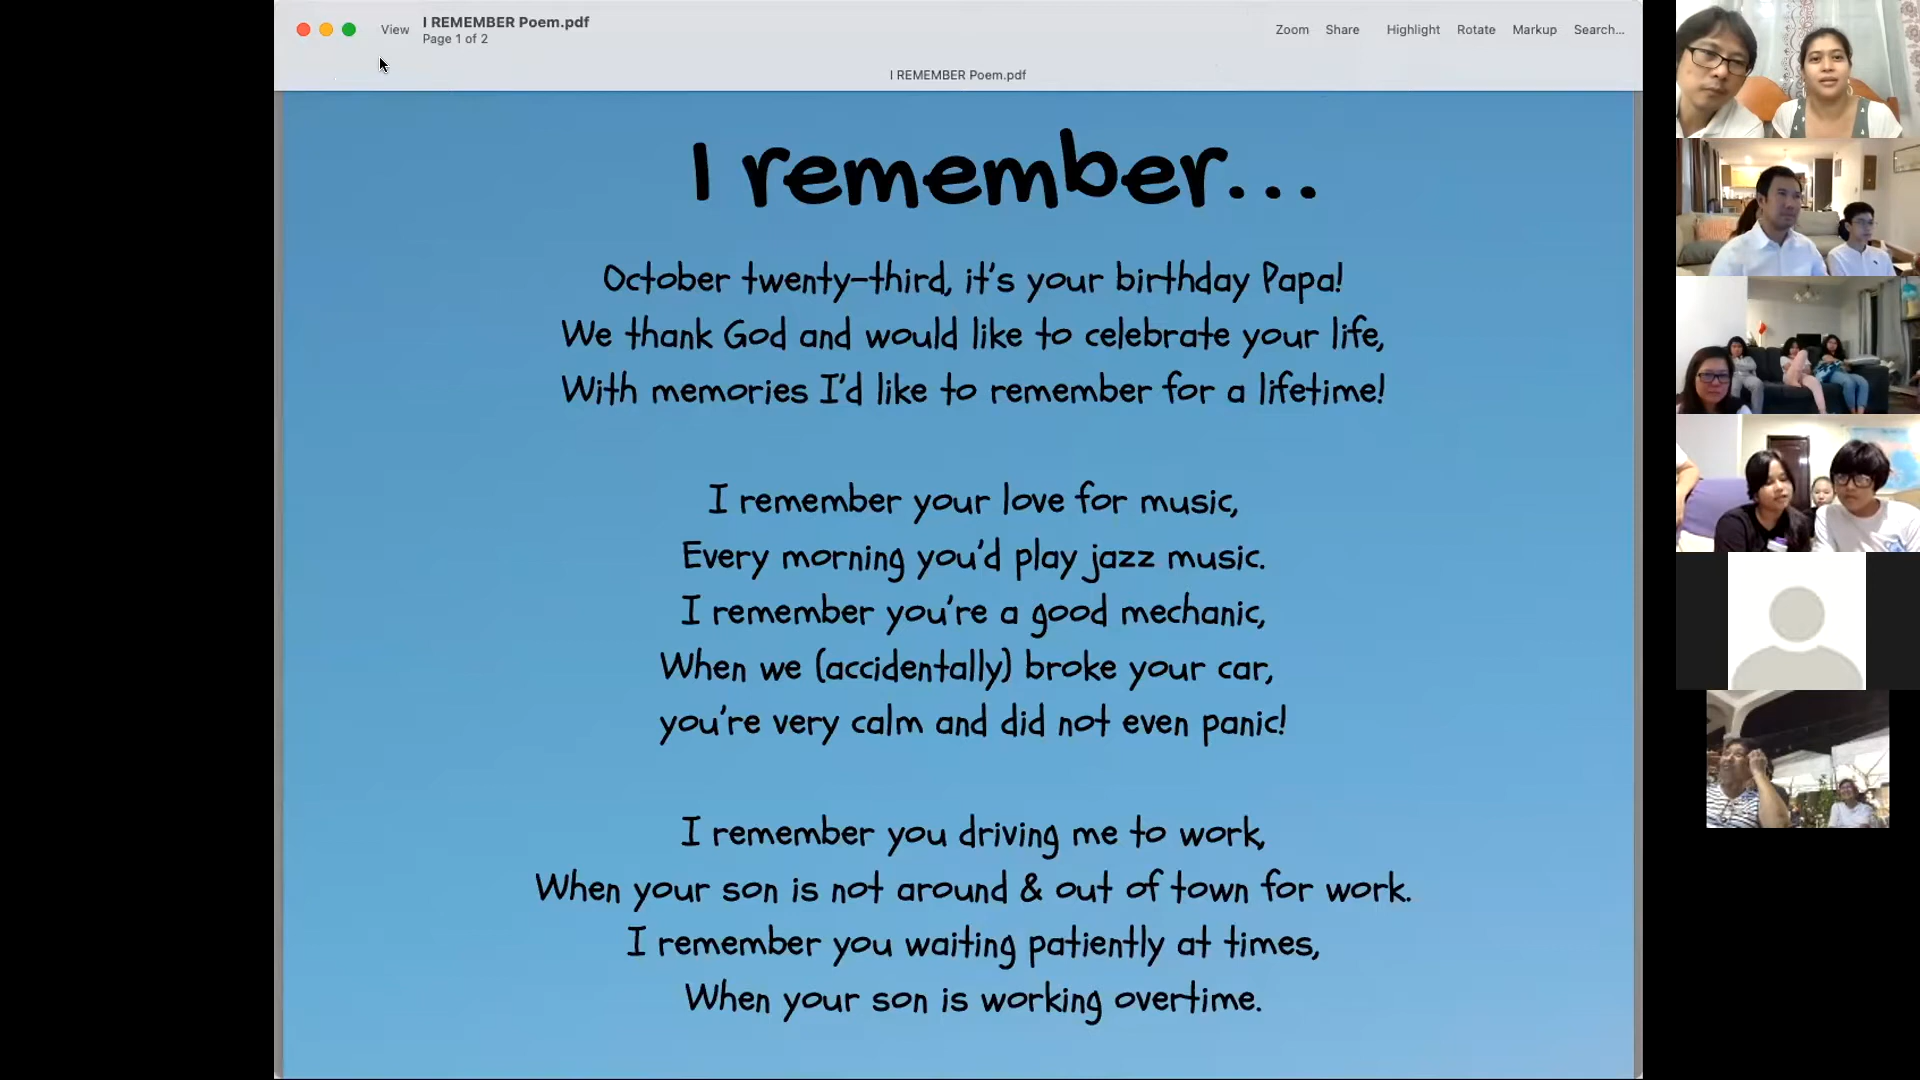 View
I REMEMBER Poem.pdf
Page 1 of 2
Zoom
Share
Highlight
Rotate
Markup
Search...
I REMEMBER Poem.pdf
I remember...
October twenty-third, it's your birthday Papa!
We thank God and would like to celebrate your life,
With memories I'd like to remember for a lifetime!
I remember your love for music,
Every morning you'd play jazz music.
I remember you're a good mechanic,
When we (accidentally) broke your car,
you're very calm and did not even panic!
I remember you driving me to work,
When your son is not around & out of town for work.
I remember you waiting patiently at times,
When your son is working overtime.